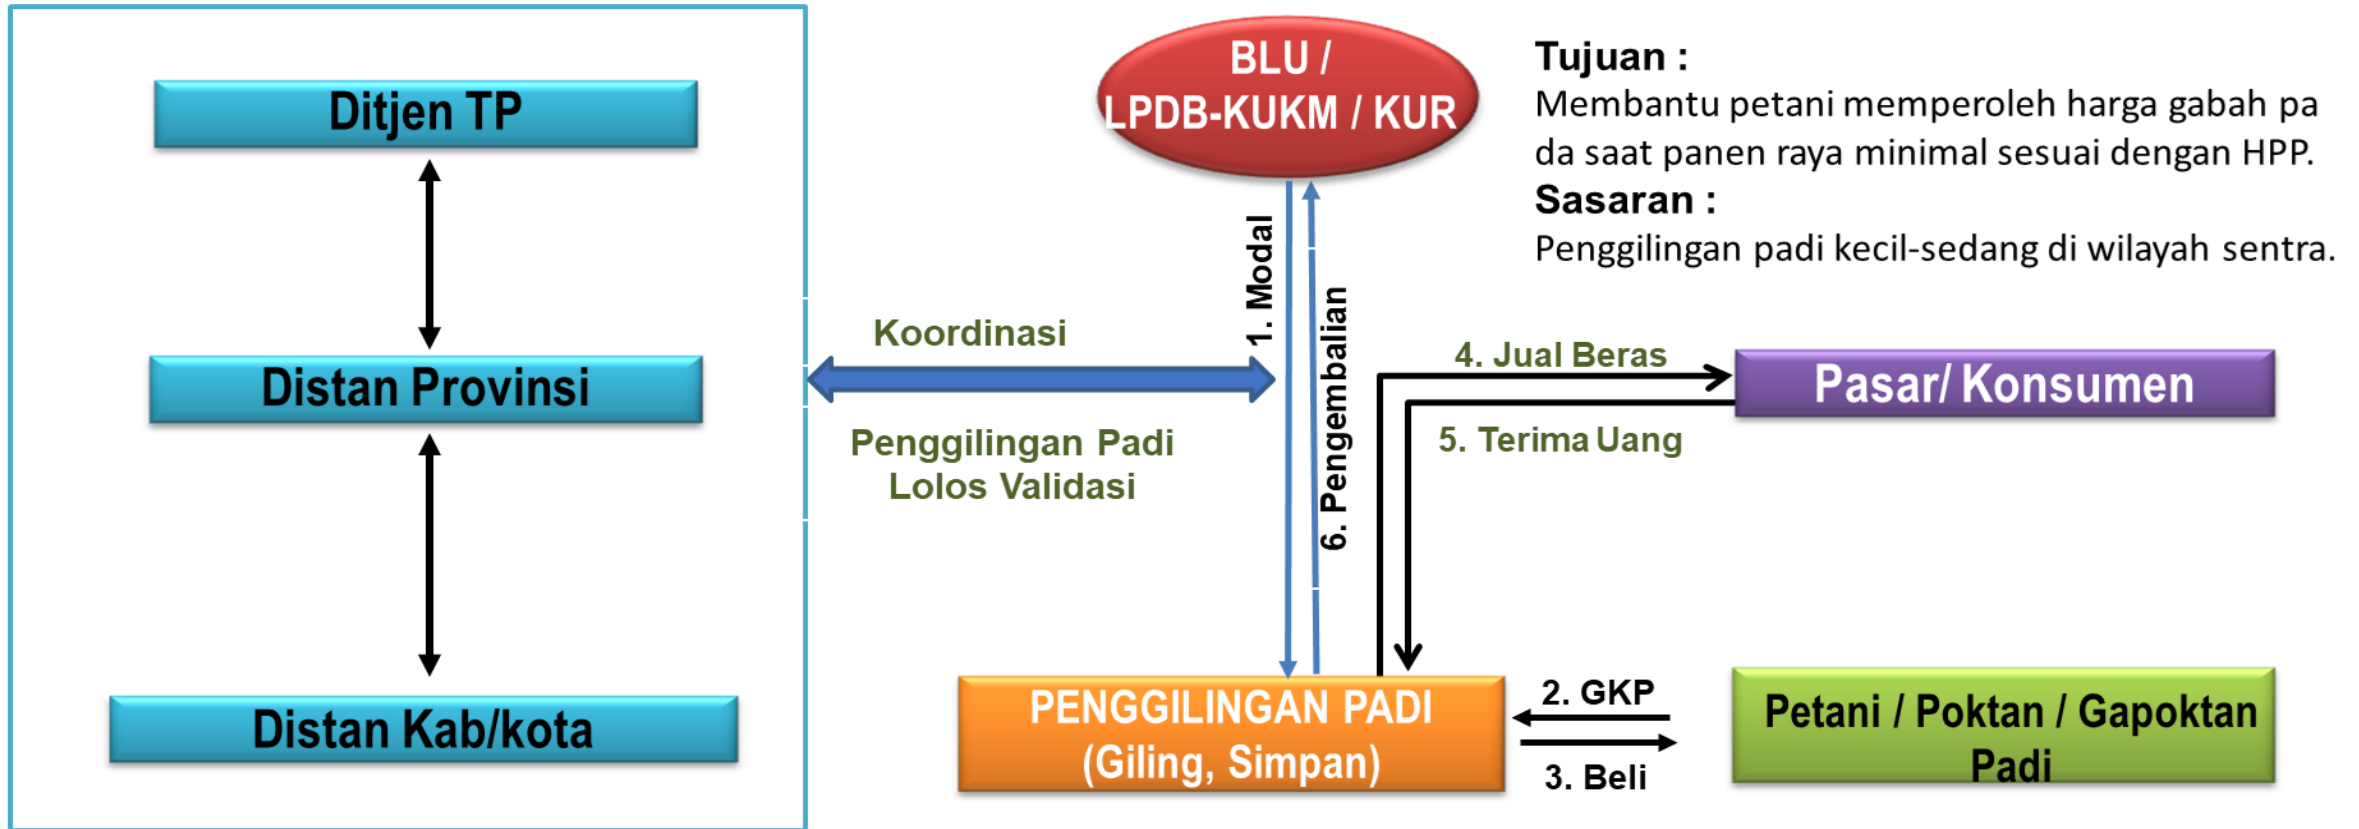 Ditjen TP
Distan Provinsi
Distan Kab/kota
Koordinasi
Penggilingan Padi
Lolos Validasi
BLU /
LPDB-KUKM / KUR
1. Modal
6. Pengembalian
Tujuan :
Membantu petani memperoleh harga gabah pa
da saat panen raya minimal sesuai dengan HPP.
Sasaran :
Penggilingan padi kecil-sedang di wilayah sentra.
4. Jual Beras
5. Terima Uang
Pasar/ Konsumen
PENGGILINGAN PADI
(Giling, Simpan)
2. GKP
3. Beli
Petani / Poktan / Gapoktan
Padi